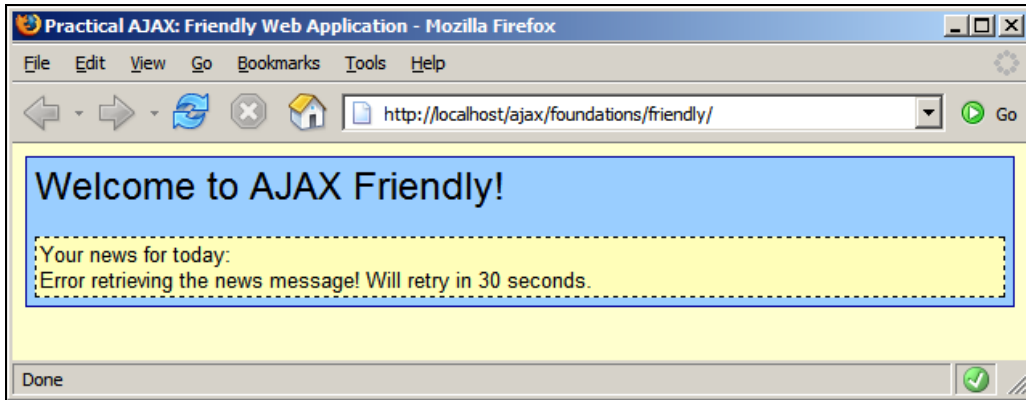 Practical AJAX: Friendly Web Application - Mozilla Firefox
File Edit View Go Bookmarks Tools Help
http://localhost/ajax/foundations/friendly/ Go
Welcome to AJAX Friendly!
Your news for today:
Error retrieving the news message! Will retry in 30 seconds.
Done